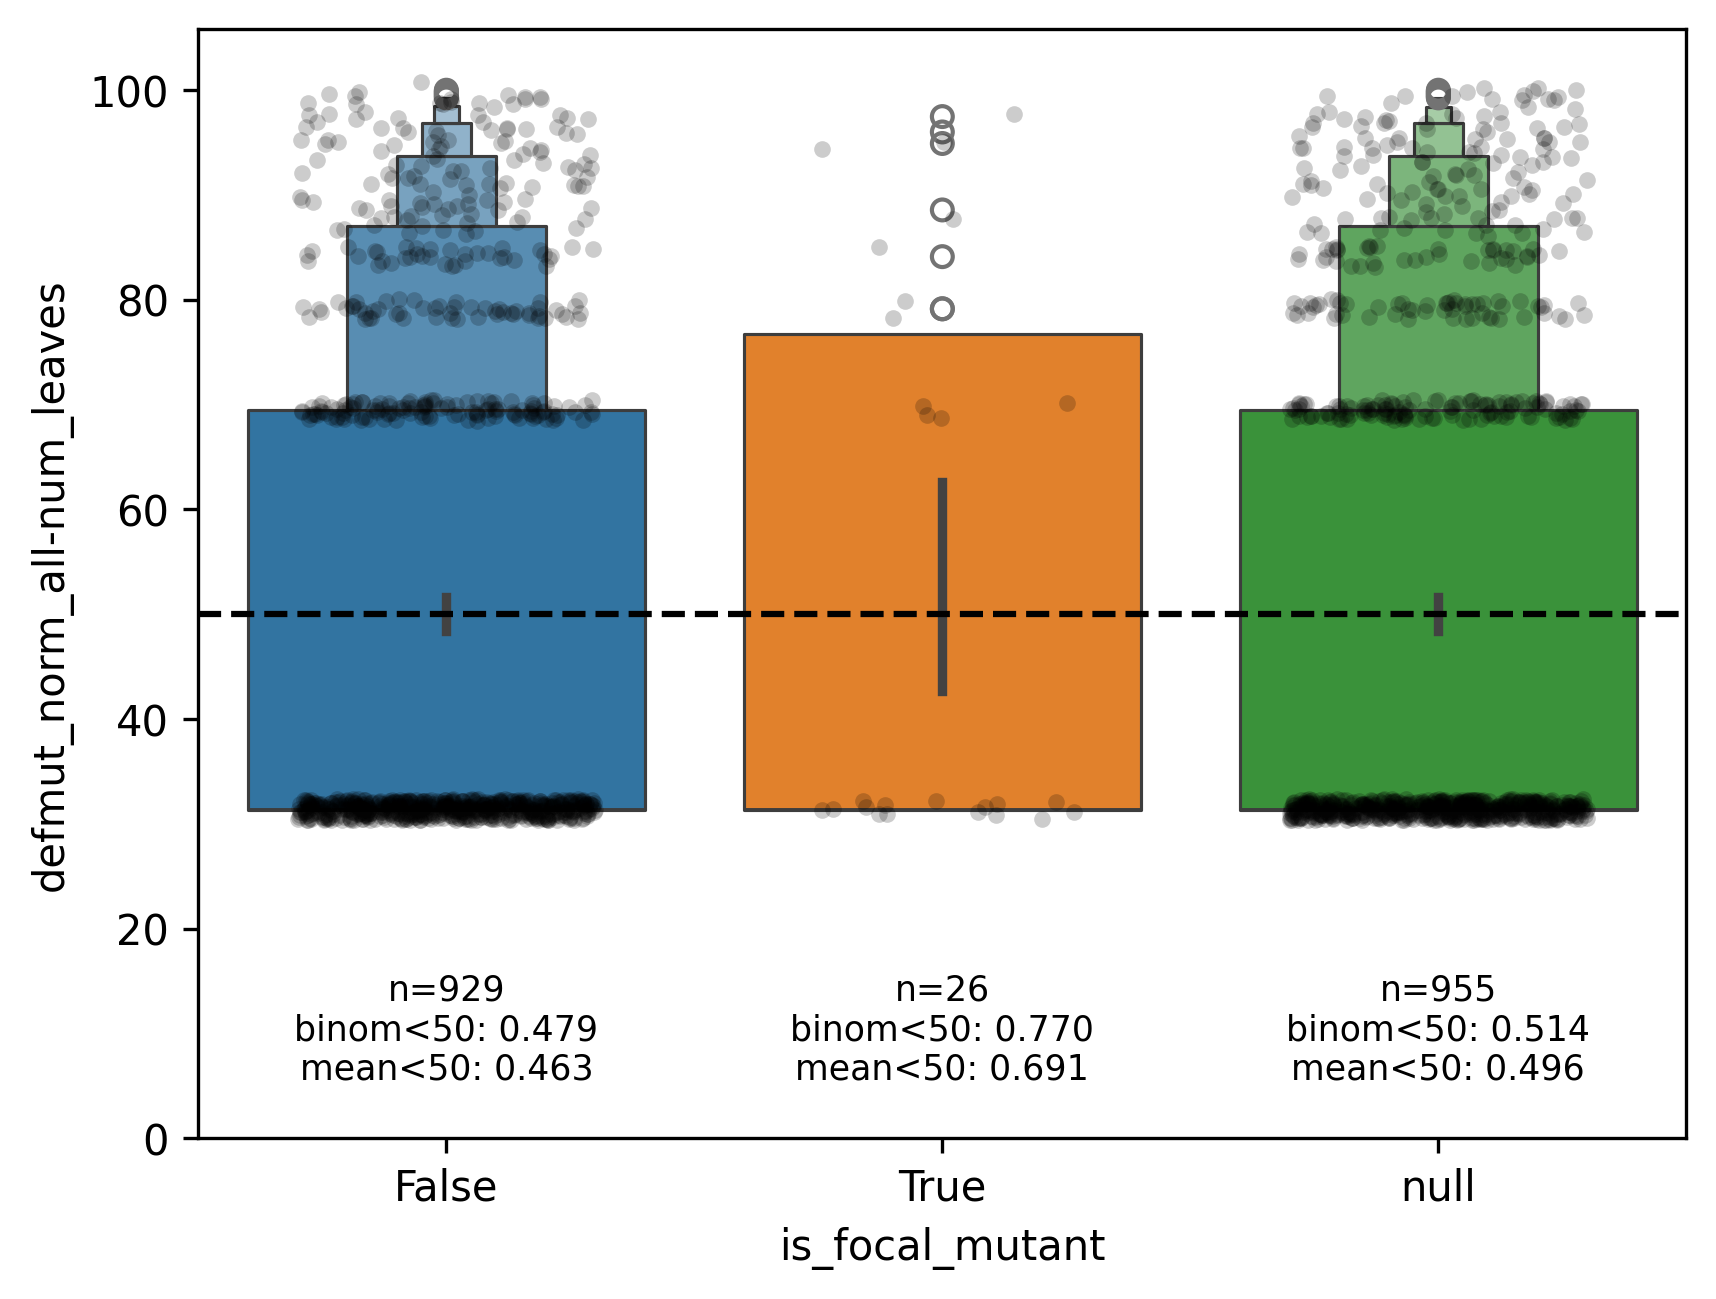 defmut_norm_all-num_leaves
100
80
60
40
20
0
n=929
binom<50: 0.479
mean<50: 0.463
n=26
binom<50: 0.770
mean<50: 0.691
n=955
binom<50: 0.514
mean<50: 0.496
False
True
null
is_focal_mutant